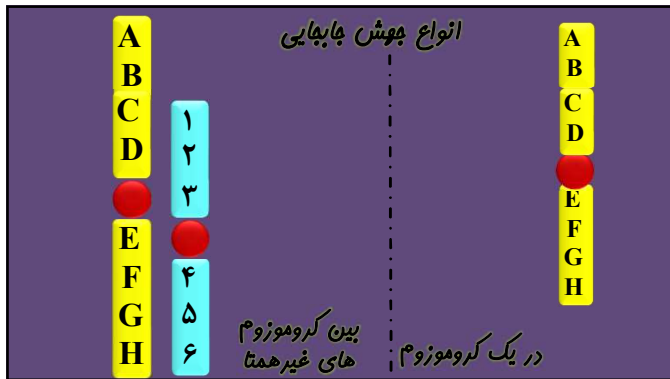 انواع جهش جابجایی
A
B
C
D
E
F
G
H
در یک کروموزوم
A
B
C
D
E
F
G
H
۱
۲
۳
۴
۵
۶
بین کروموزوم
های غیرهمتا